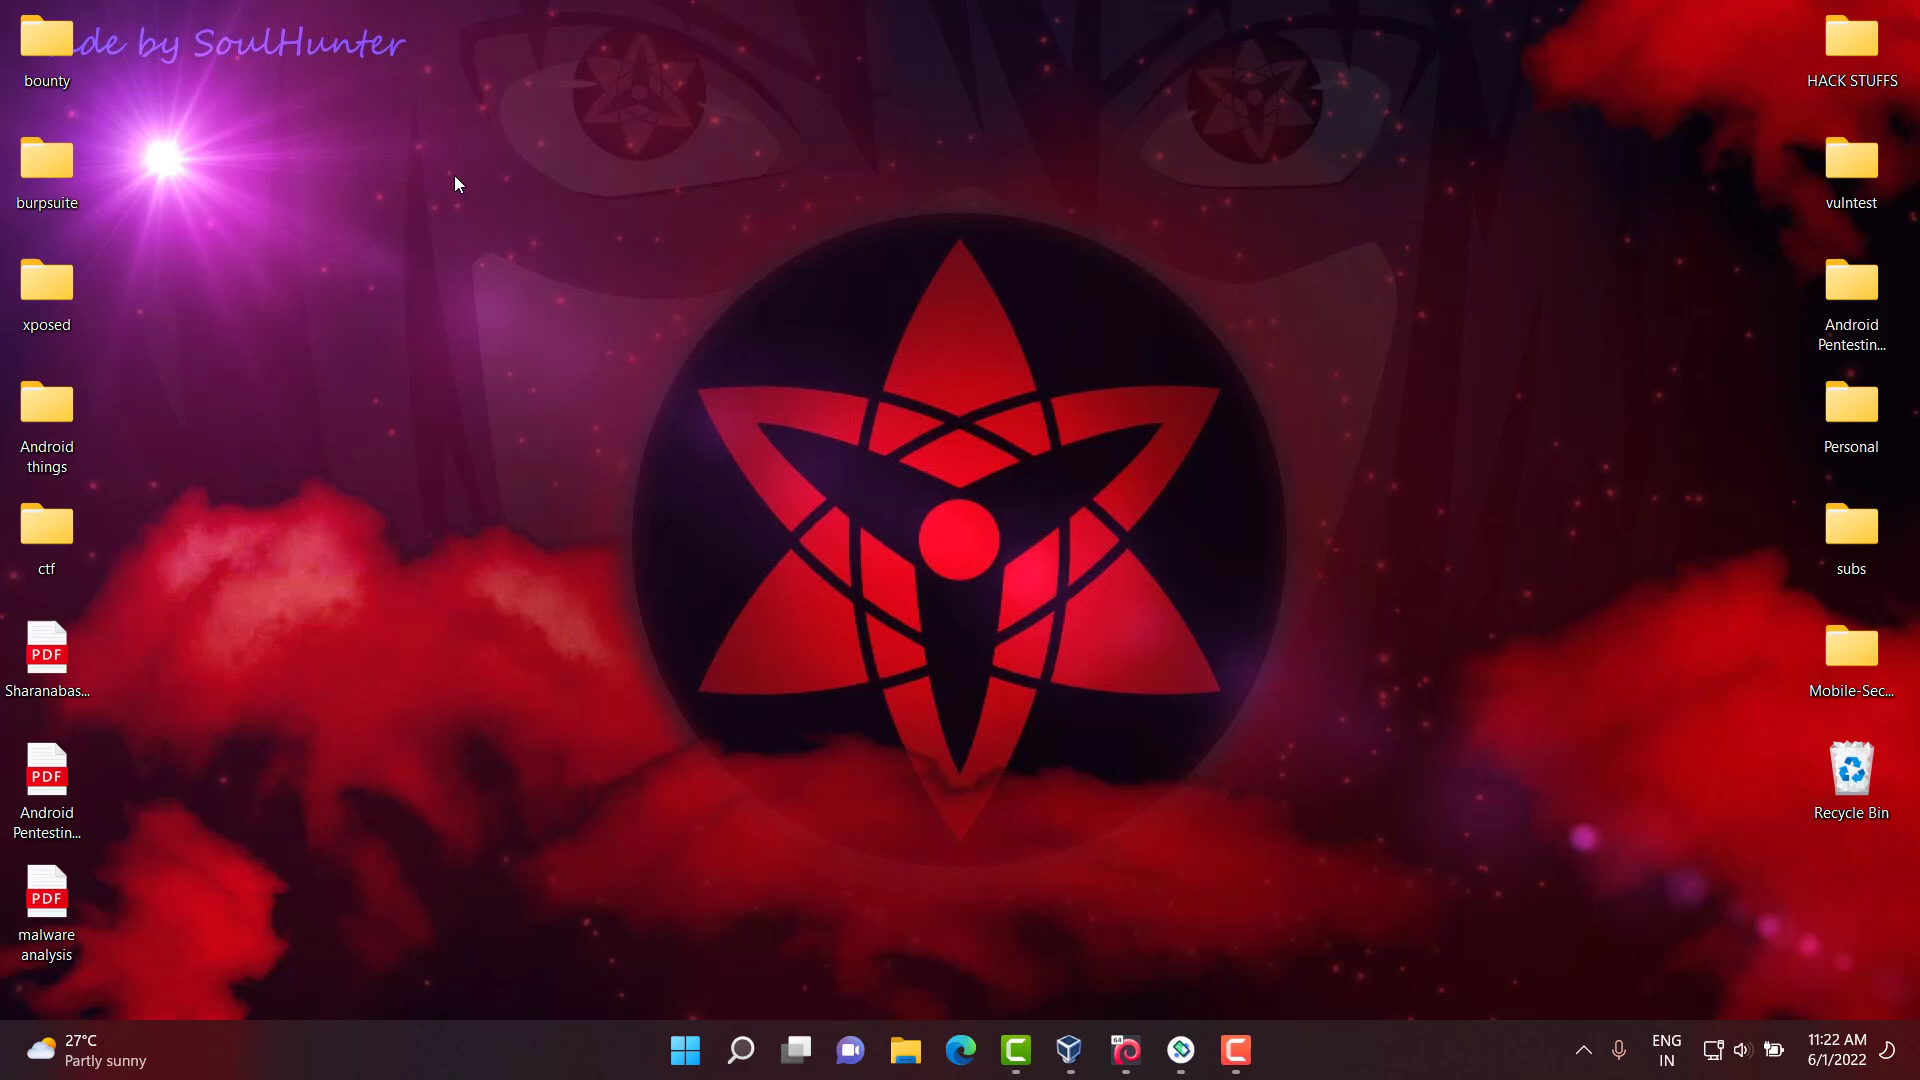 de by SoulHunter
bounty
burpsuite
xposed
Android
things
ctf
PDF
Sharanabas...
PDF
Android
Pentestin...
PDF
malware
analysis
HACK STUFFS
vulntest
Android
Pentestin...
Personal
subs
Mobile-Sec...
Recycle Bin
27°C
Partly sunny
64
ENG
IN
11:22 AM
6/1/2022